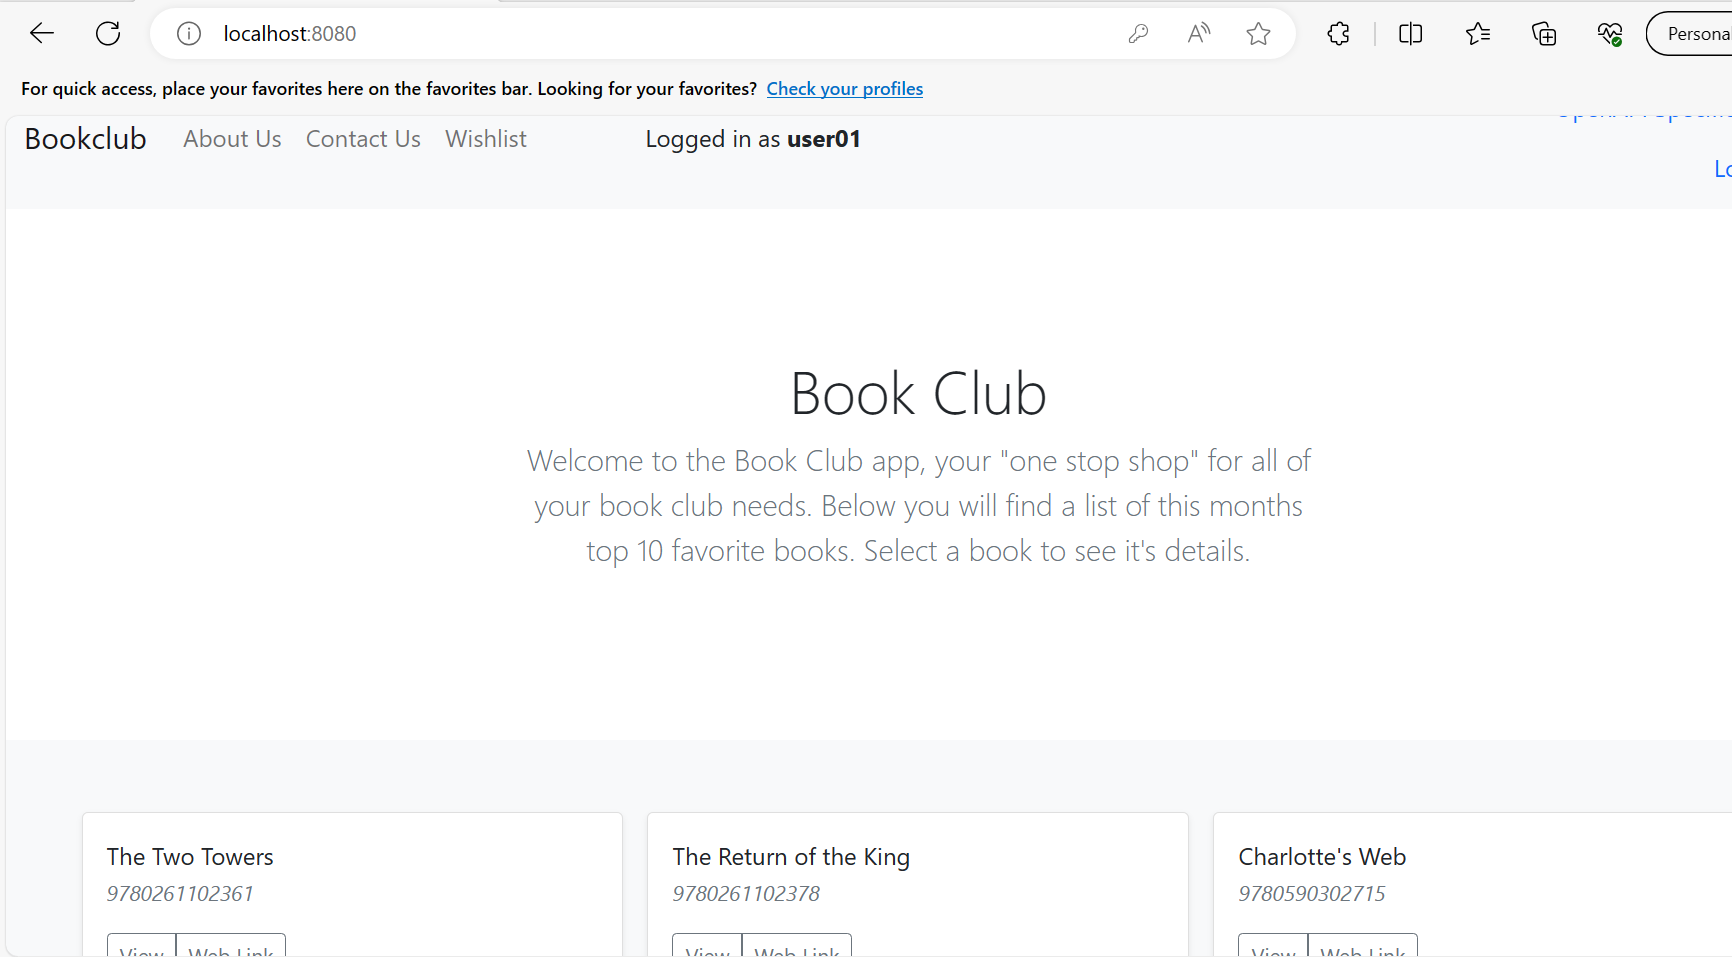 localhost:8080
Persona
For quick access, place your favorites here on the favorites bar. Looking for your favorites? Check your profiles
Bookclub About Us Contact Us Wishlist Logged in as user01
Book Club
Welcome to the Book Club app, your "one stop shop" for all of
your book club needs. Below you will find a list of this months
top 10 favorite books. Select a book to see it's details.
The Two Towers
9780261102361
View Web Link
The Return of the King
9780261102378
View Web Link
Charlotte's Web
9780590302715
View Web Link